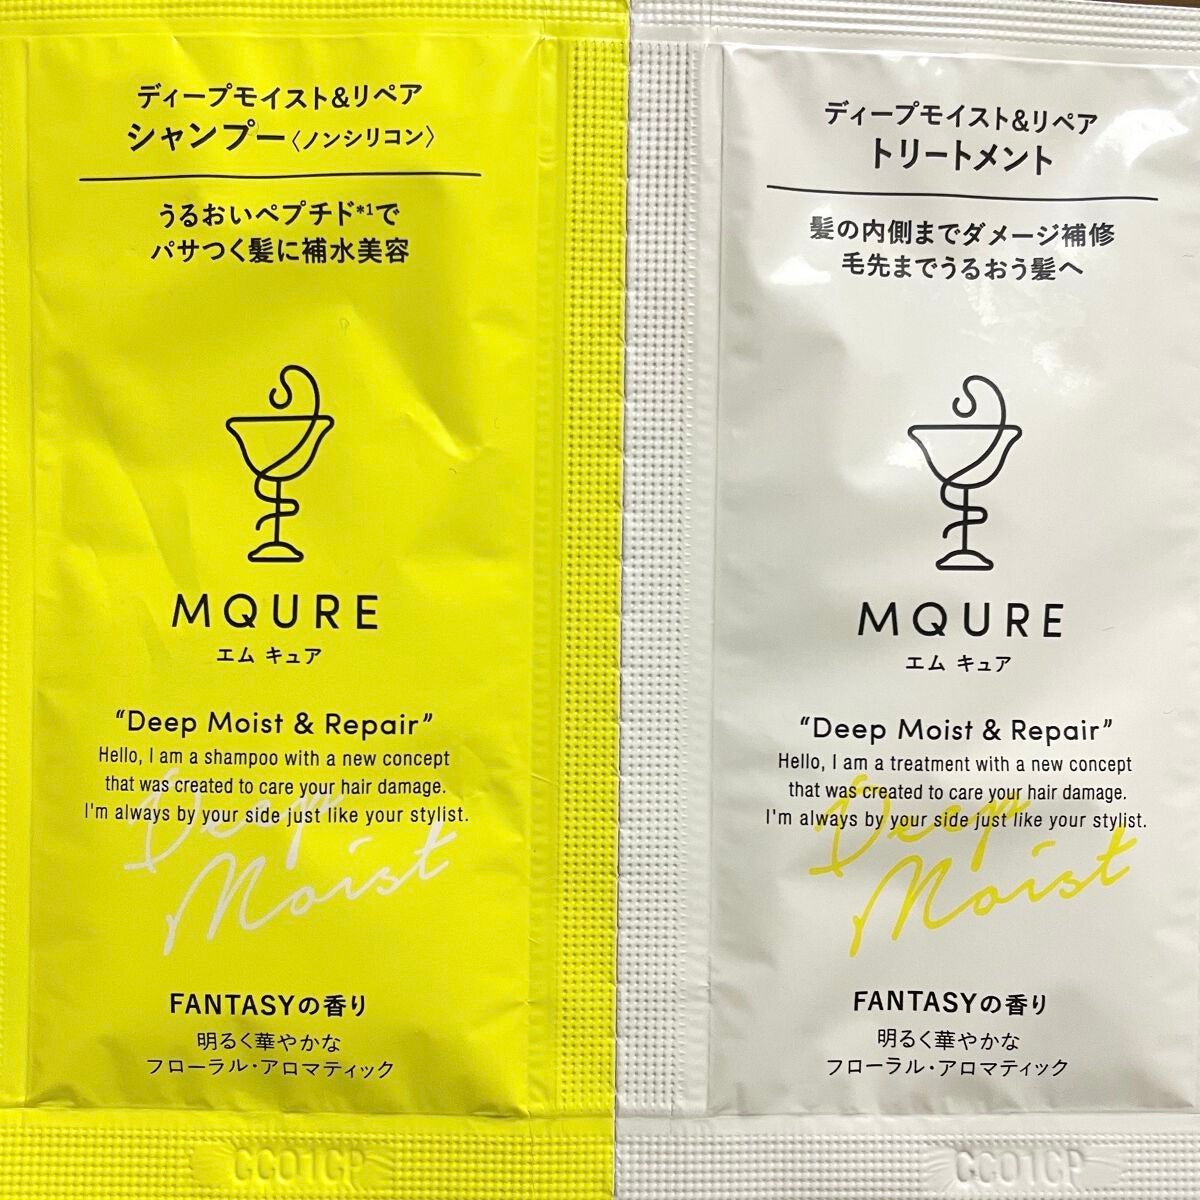 ディープモイスト&リペア
シャンプー〈ノンシリコン〉
うるおいペプチド*1で
パサつく髪に補水美容
MQURE
エム キュア
“Deep Moist & Repair”
Hello, I am a shampoo with a new concept
that was created to care your hair damage.
I'm always by your side just like your stylist.
Deep
Moist
FANTASYの香り
明るく華やかな
フローラル・アロマティック
CC01CP
ディープモイスト&リペア
トリートメント
髪の内側までダメージ補修
毛先までうるおう髪へ
MQURE
エム キュア
“Deep Moist & Repair”
Hello, I am a treatment with a new concept
that was created to care your hair damage.
I'm always by your side just like your stylist.
Deep
Moist
FANTASYの香り
明るく華やかな
フローラル・アロマティック
CC01CP